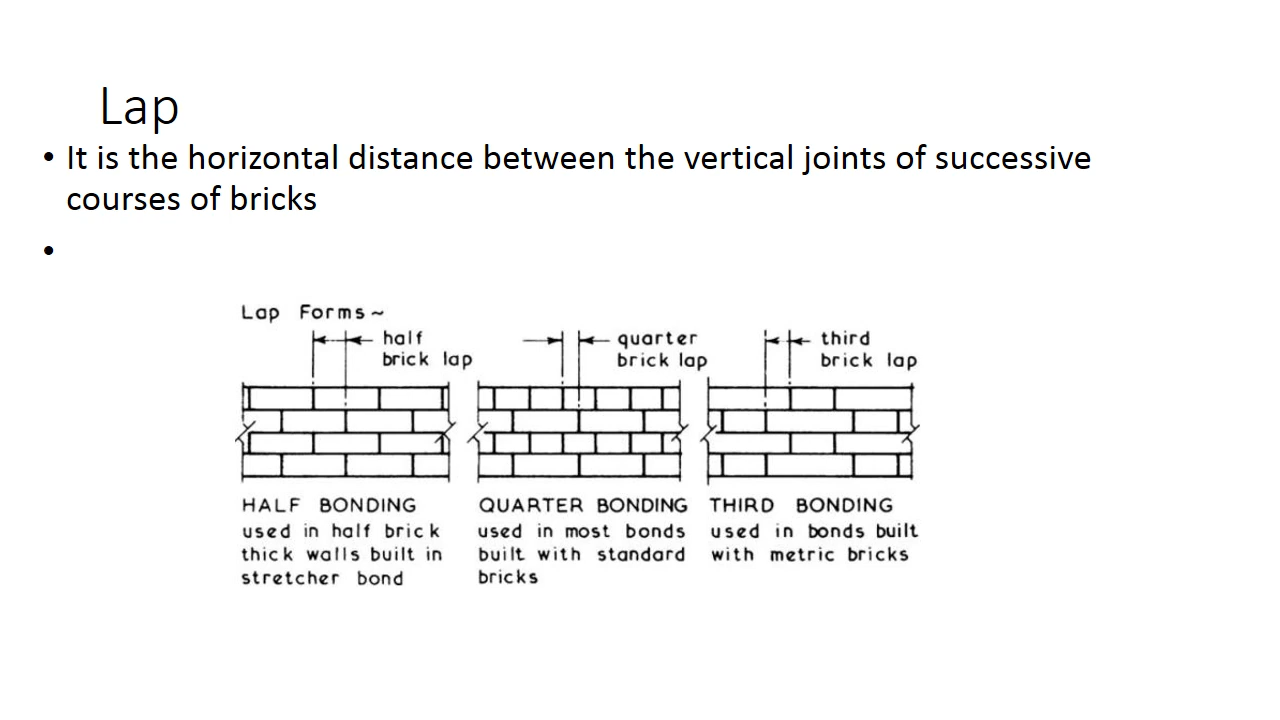 Lap
• It is the horizontal distance between the vertical joints of successive
courses of bricks
•
Lap Forms ~
half
brick lap
quarter
brick lap
third
brick lap
HALF BONDING
used in half brick
thick walls built in
stretcher bond
QUARTER BONDING
used in most bonds
built with standard
bricks
THIRD BONDING
used in bonds built
with metric bricks